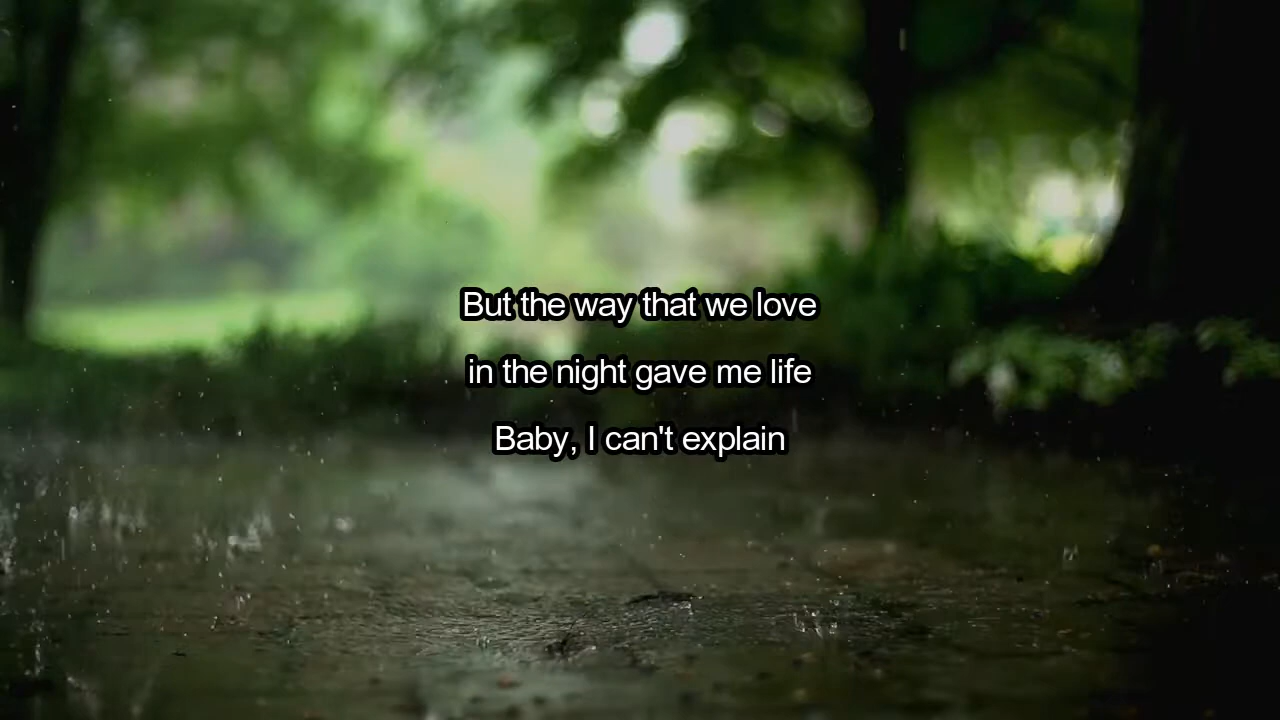 But the way that we love
in the night gave me life
Baby, I can't explain